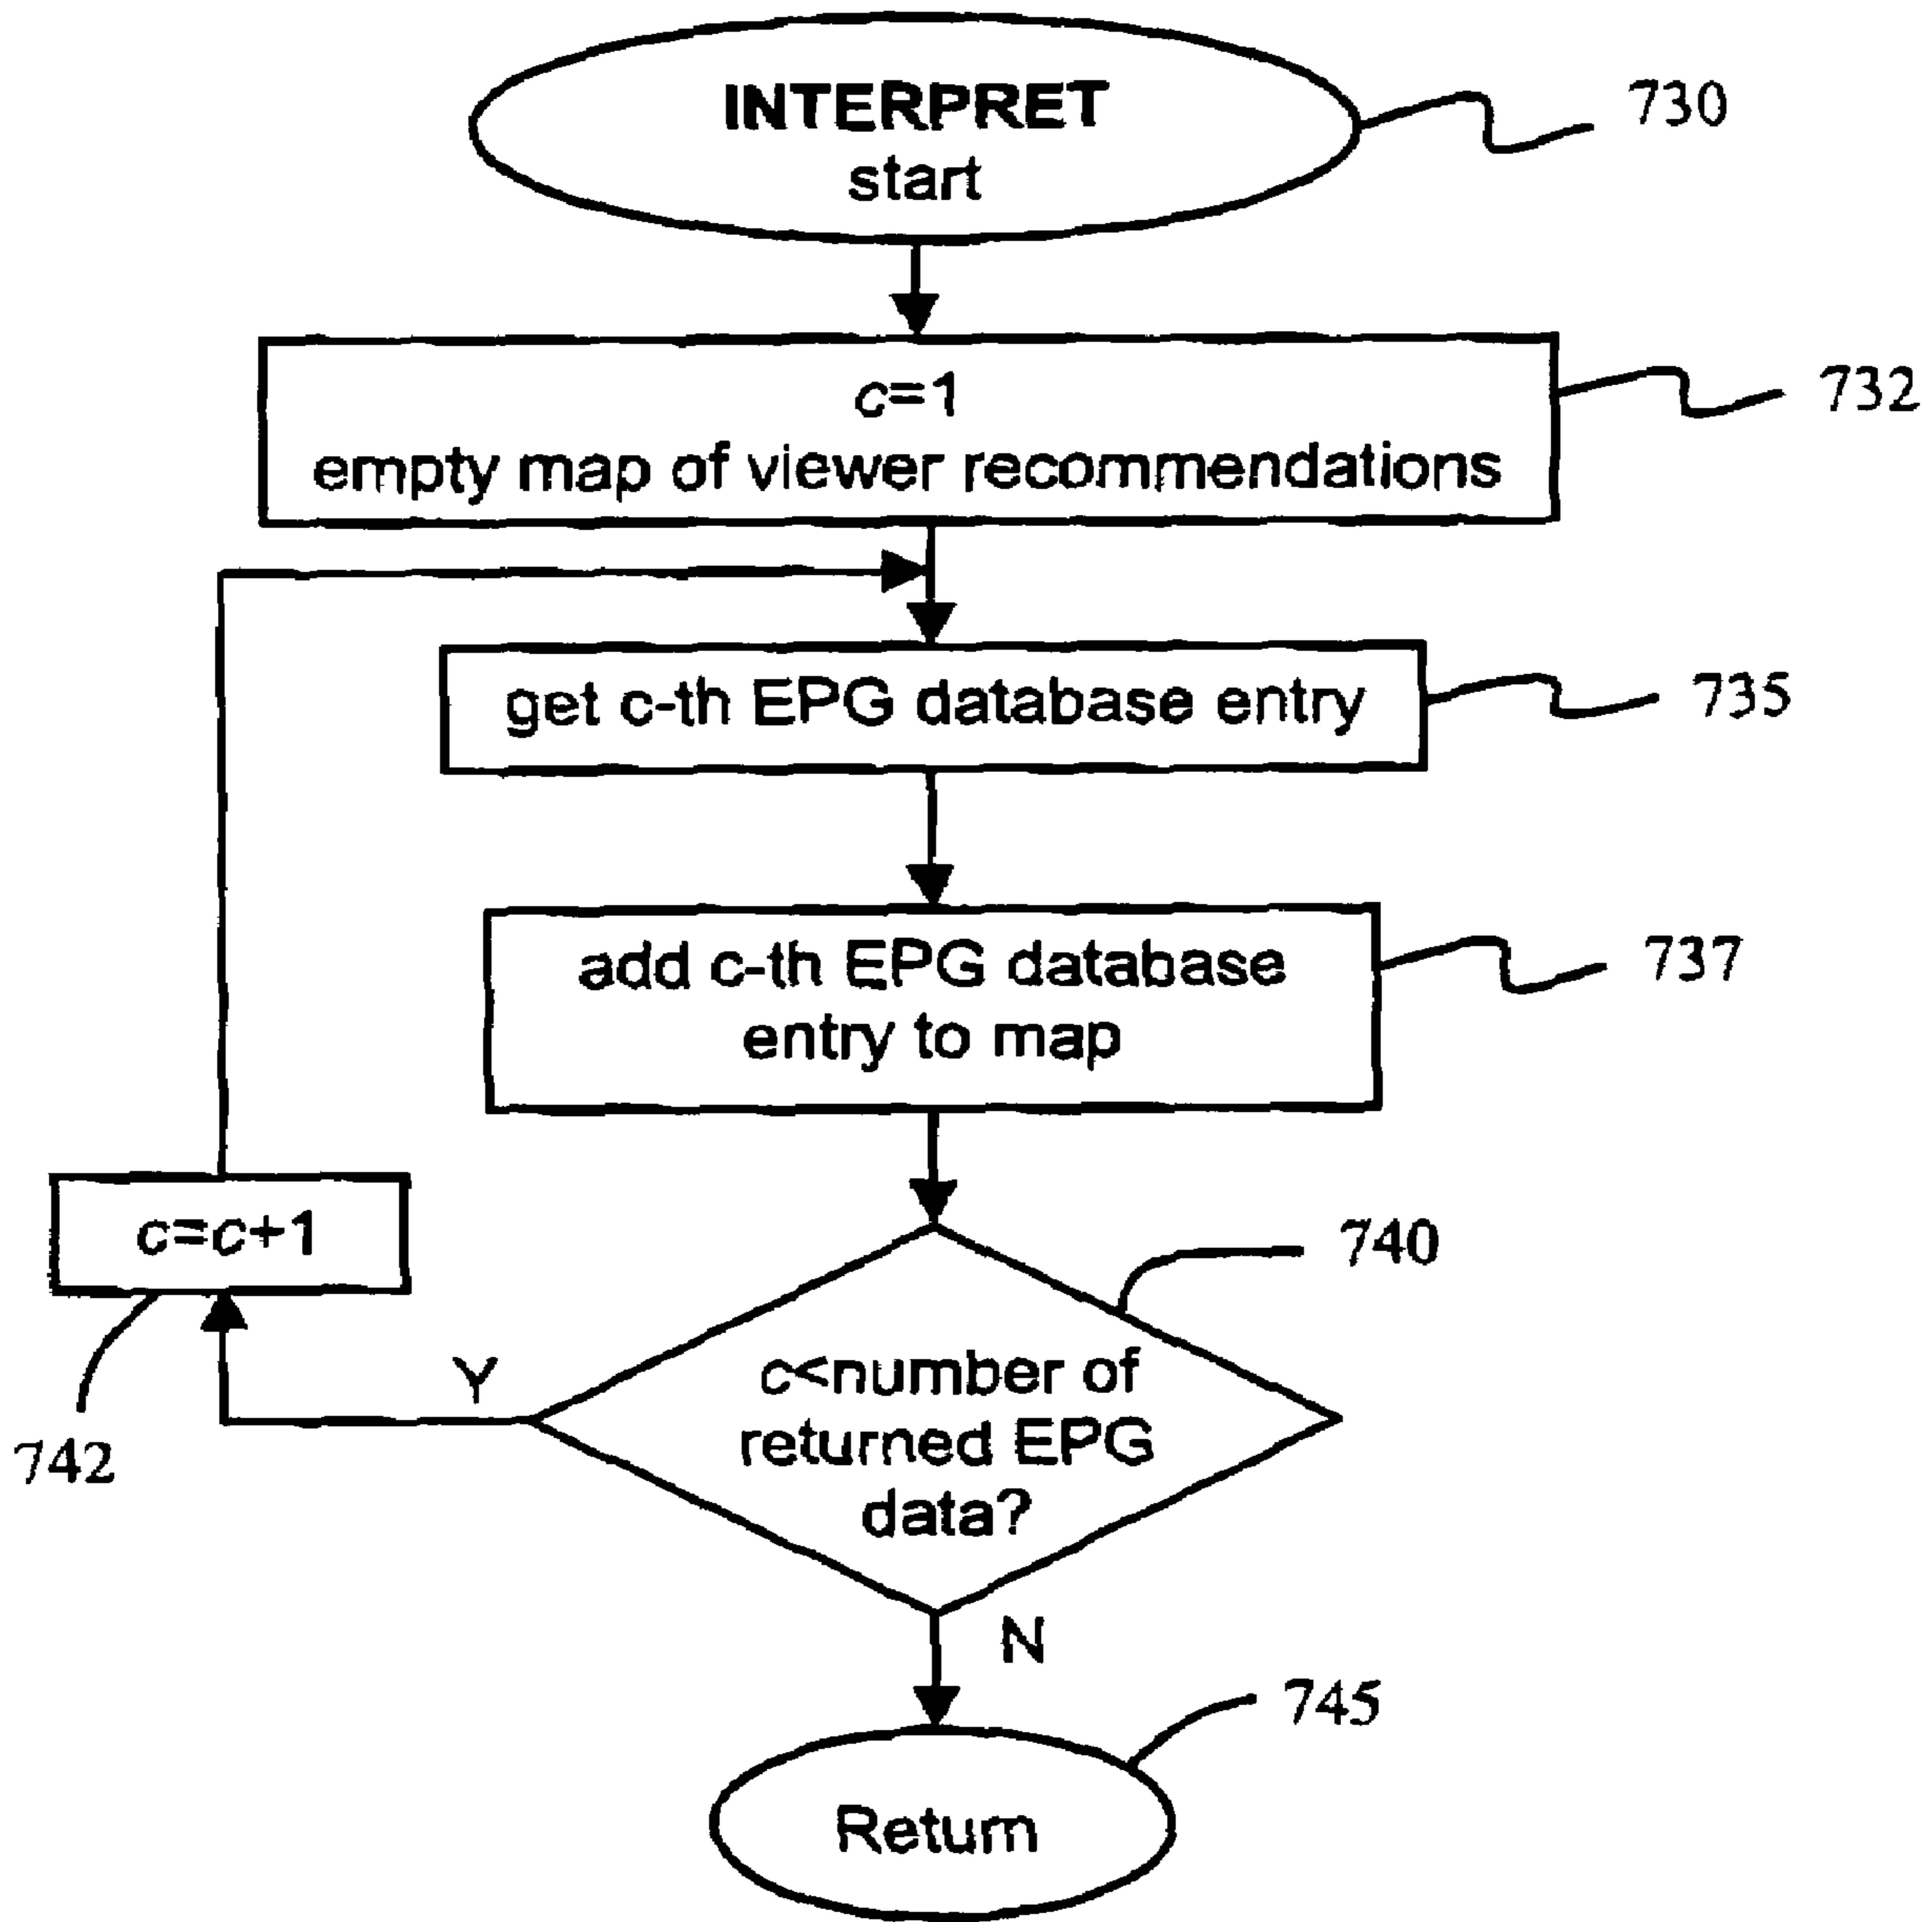 INTERPRET
start
730
c=1
empty map of viewer recommendations
732
get c-th EPG database entry
735
add c-th EPG database
entry to map
737
c=c+1
742
740
c<number of
returned EPG
data?
Y
N
745
Return